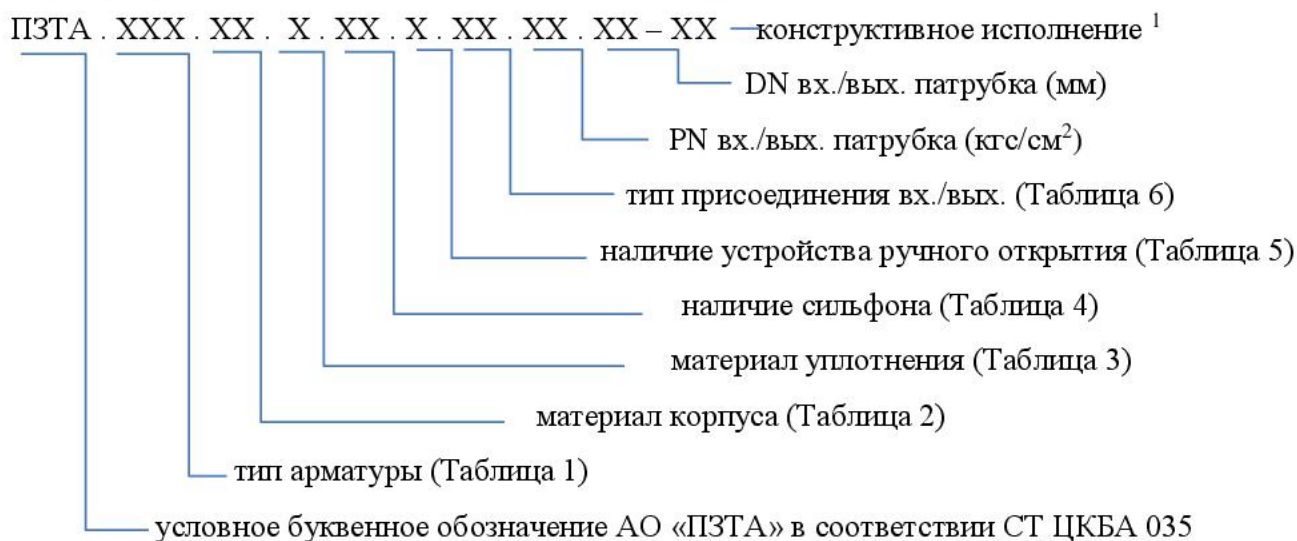 ПЗТА . XXX . XX . X . XX . X . XX . XX . XX – XX конструктивное исполнение ¹
DN вх./вых. патрубка (мм)
PN вх./вых. патрубка (кгс/см²)
тип присоединения вх./вых. (Таблица 6)
наличие устройства ручного открытия (Таблица 5)
наличие сильфона (Таблица 4)
материал уплотнения (Таблица 3)
материал корпуса (Таблица 2)
тип арматуры (Таблица 1)
условное буквенное обозначение АО «ПЗТА» в соответствии СТ ЦКБА 035